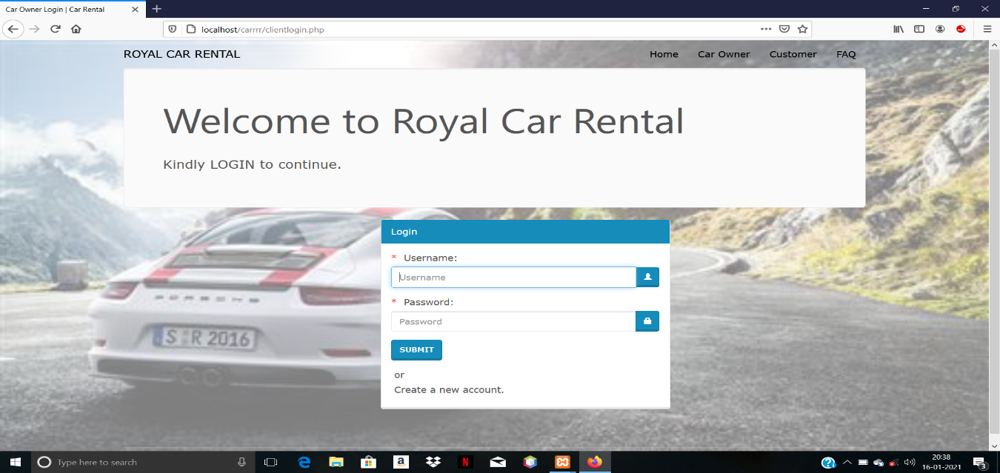 Car Owner Login | Car Rental
localhost/carrrr/clientlogin.php
ROYAL CAR RENTAL
Home Car Owner Customer FAQ
Welcome to Royal Car Rental
Kindly LOGIN to continue.
Login
* Username:
Username
* Password:
Password
SUBMIT
or
Create a new account.
PORSCHE
S R 2016
Type here to search
20:38
16-01-2021
3